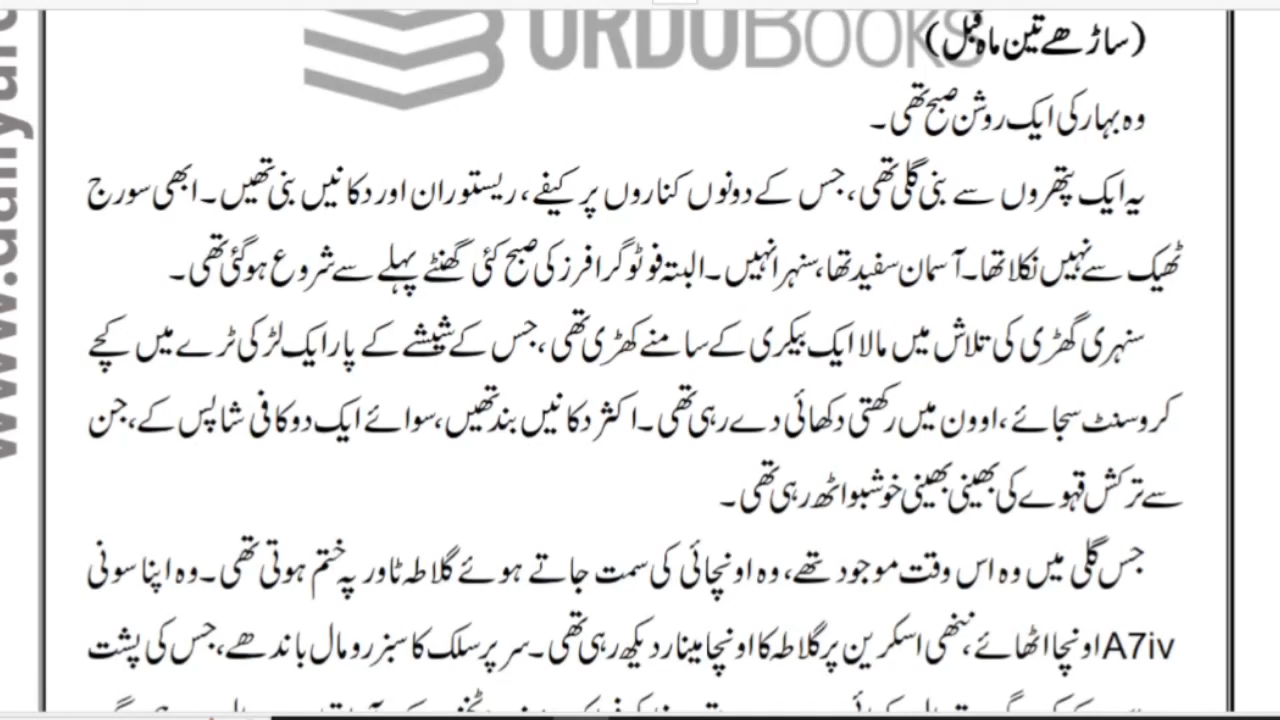 URDUBooks
(ساڑھے تین ماہ قبل)
وہ بہار کی ایک روشن صبح تھی۔
یہ ایک پتھروں سے بنی گلی تھی، جس کے دونوں کناروں پر کیفے، ریستوران اور دکانیں بنی تھیں۔ ابھی سورج
ٹھیک سے نہیں نکلا تھا۔ آسمان سفید تھا، سنہرا نہیں۔ البتہ فوٹوگرافرز کی صبح کئی گھنٹے پہلے سے شروع ہوگئی تھی۔
سنہری گھڑی کی تلاش میں مالا ایک بیکری کے سامنے کھڑی تھی، جس کے شیشے کے پار ایک لڑکی ٹرے میں کچے
کروسنٹ سجائے، اوون میں رکھتی دکھائی دے رہی تھی۔ اکثر دکانیں بند تھیں، سوائے ایک دو کافی شاپس کے، جن
سے ترکش قہوے کی بھینی بھینی خوشبو اٹھ رہی تھی۔
جس گلی میں وہ اس وقت موجود تھے، وہ اونچائی کی سمت جاتے ہوئے گلاطہ ٹاور پہ ختم ہوتی تھی۔ وہ اپنا سونی
A7iv اونچا اٹھائے، ننھی اسکرین پر گلاطہ کا اونچا مینار دیکھ رہی تھی۔ سر پر سلک کا سبز رومال باندھے، جس کی پشت